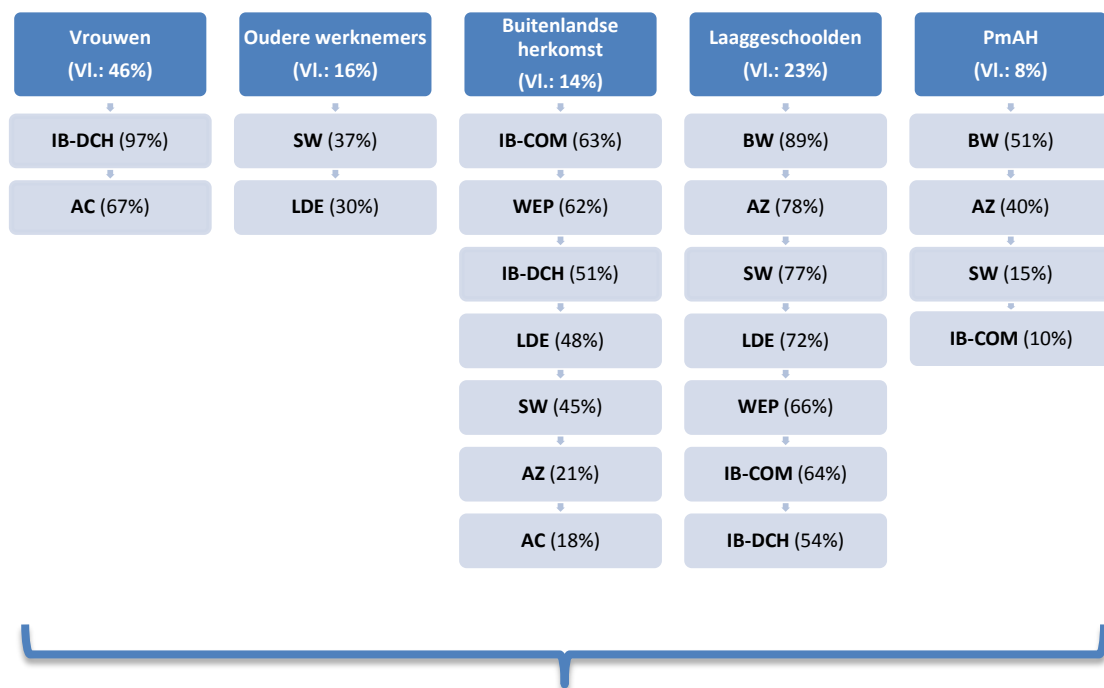 Vrouwen
(Vl.: 46%)
IB-DCH (97%)
AC (67%)
Oudere werknemers
(Vl.: 16%)
SW (37%)
LDE (30%)
Buitenlandse
herkomst
(Vl.: 14%)
IB-COM (63%)
WEP (62%)
IB-DCH (51%)
LDE (48%)
SW (45%)
AZ (21%)
AC (18%)
Laaggeschoolden
(Vl.: 23%)
BW (89%)
AZ (78%)
SW (77%)
LDE (72%)
WEP (66%)
IB-COM (64%)
IB-DCH (54%)
PmAH
(Vl.: 8%)
BW (51%)
AZ (40%)
SW (15%)
IB-COM (10%)